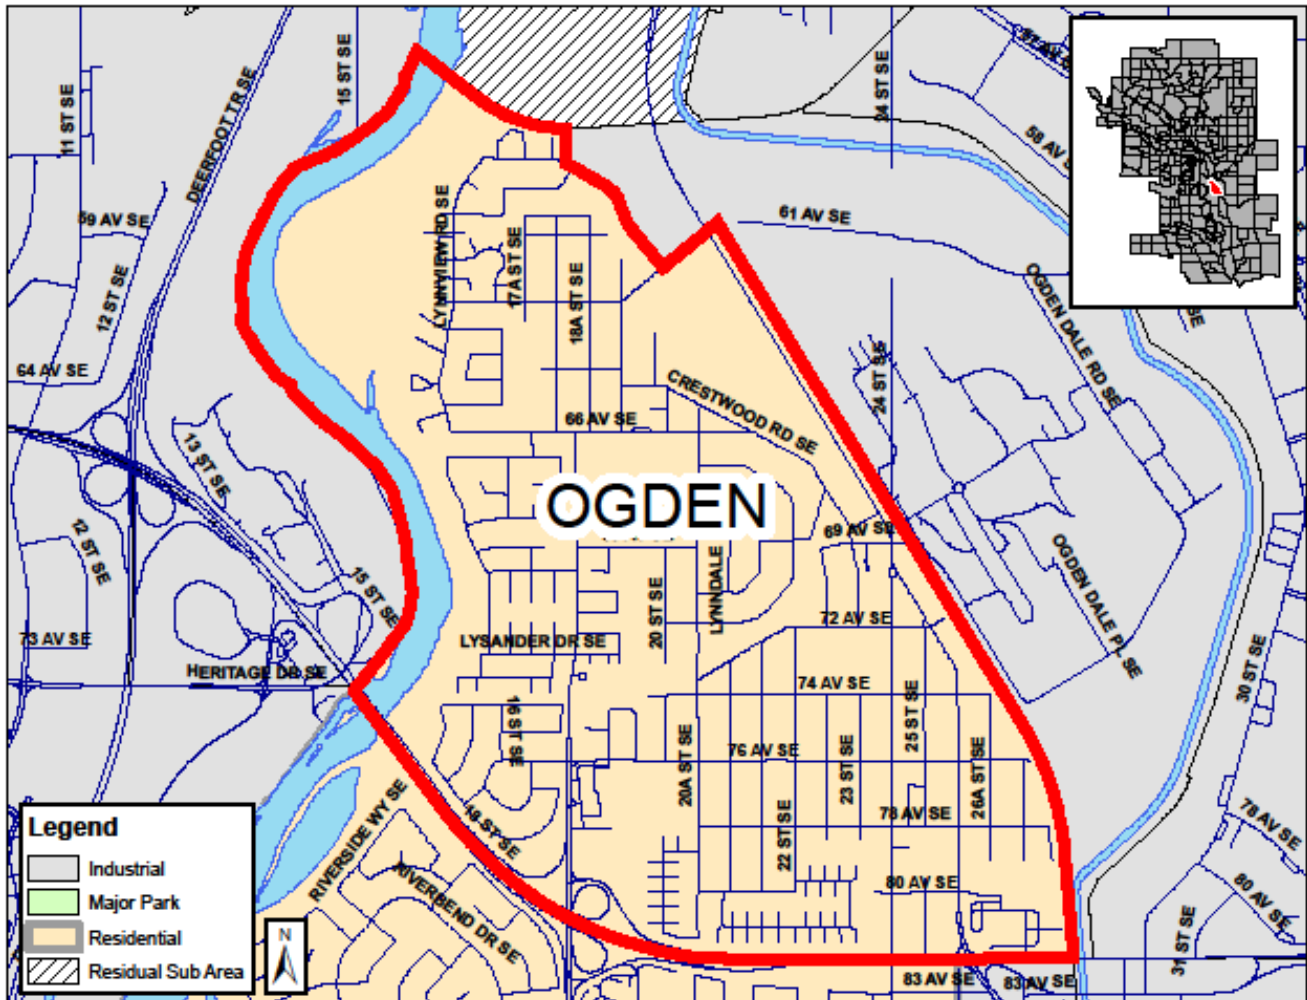 15 ST SE
11 ST SE
DEERFOOT TR SE
24 ST SE
58 AV SE
59 AV SE
12 ST SE
LYNNVIEW RD SE
17A ST SE
18A ST SE
61 AV SE
OGDEN DALE RD SE
64 AV SE
24 ST SE
CRESTWOOD RD SE
66 AV SE
13 ST SE
OGDEN
12 ST SE
69 AV SE
15 ST SE
LYNNDALE
20 ST SE
OGDEN DALE PL SE
72 AV SE
73 AV SE
LYSANDER DR SE
HERITAGE DR SE
74 AV SE
30 ST SE
16 ST SE
25 ST SE
76 AV SE
20A ST SE
23 ST SE
26A ST SE
18 ST SE
78 AV SE
78 AV SE
RIVERSIDE WY SE
22 ST SE
RIVERBEND DR SE
80 AV SE
80 AV SE
31 ST SE
83 AV SE
83 AV SE
Legend
Industrial
Major Park
Residential
Residual Sub Area
N